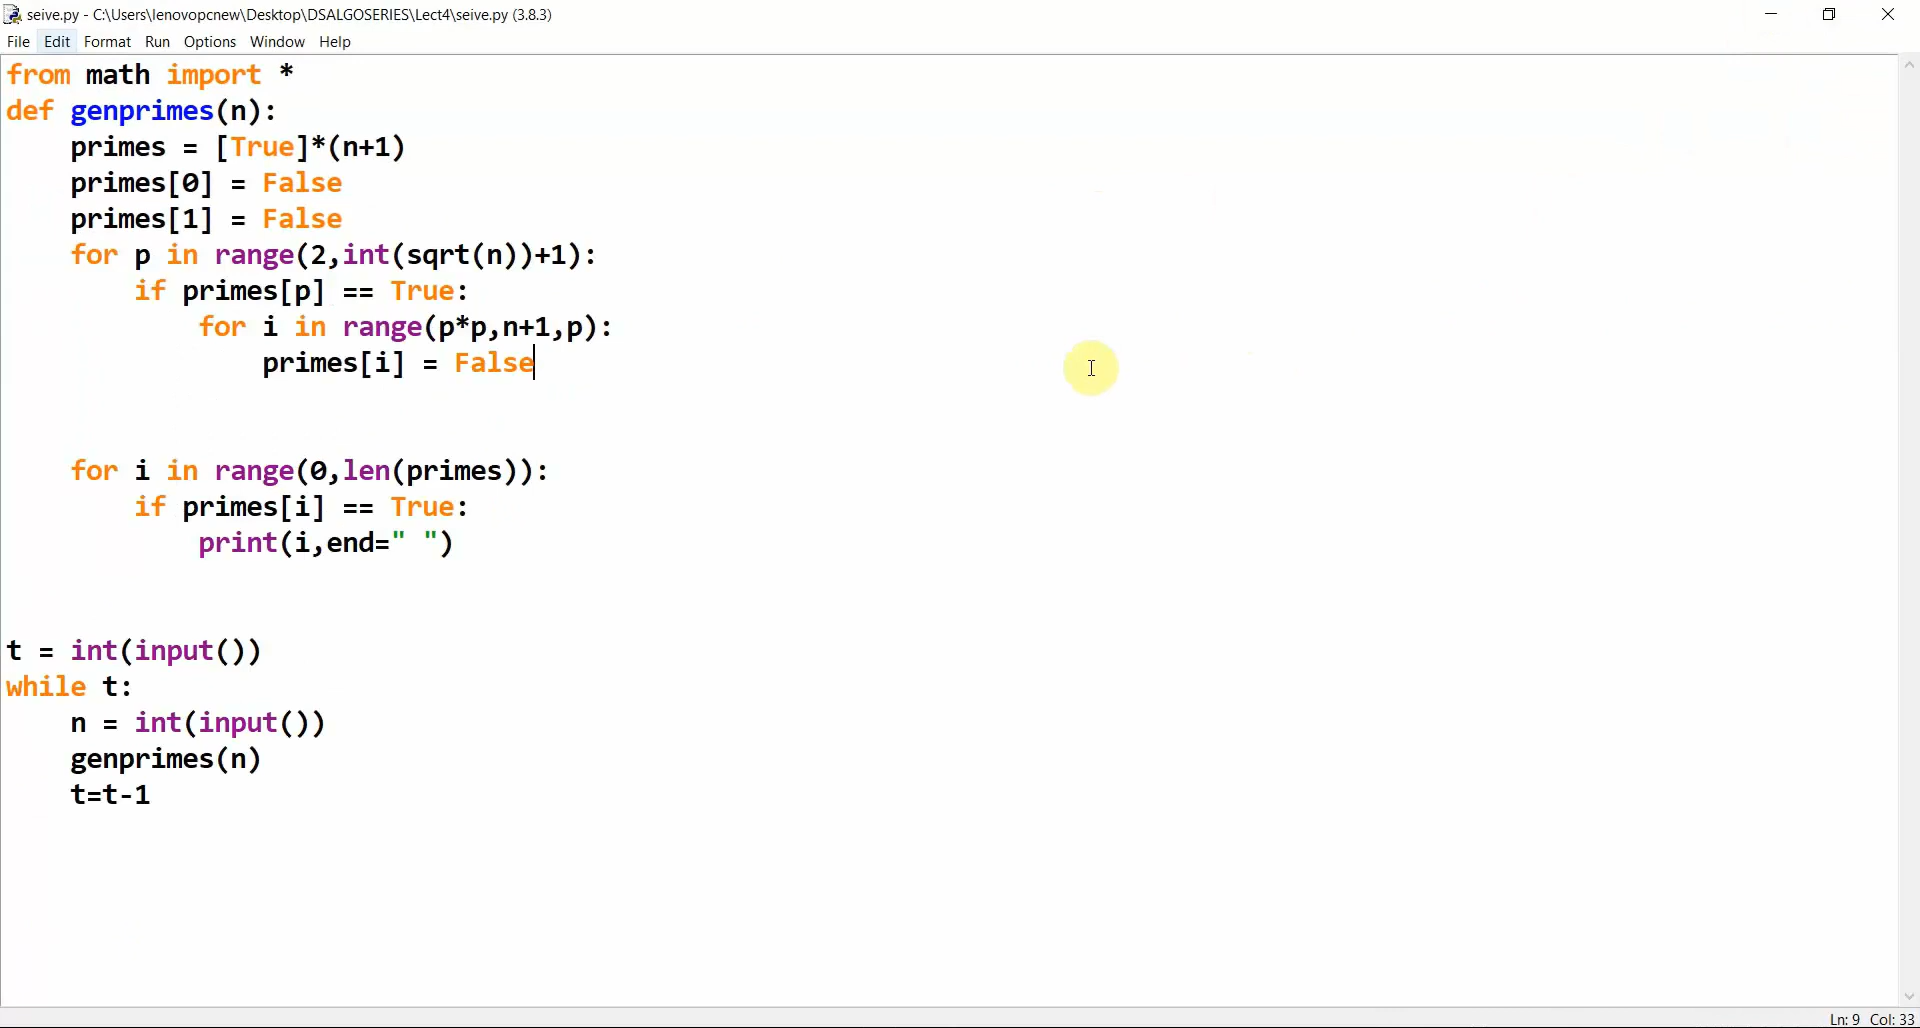 seive.py - C:\Users\lenovopcnew\Desktop\DSALGOSERIES\Lect4\seive.py (3.8.3)
File Edit Format Run Options Window Help
from math import *
def genprimes(n):
    primes = [True]*(n+1)
    primes[0] = False
    primes[1] = False
    for p in range(2,int(sqrt(n))+1):
        if primes[p] == True:
            for i in range(p*p,n+1,p):
                primes[i] = False
    for i in range(0,len(primes)):
        if primes[i] == True:
            print(i,end=" ")
t = int(input())
while t:
    n = int(input())
    genprimes(n)
    t=t-1
Ln: 9 Col: 33